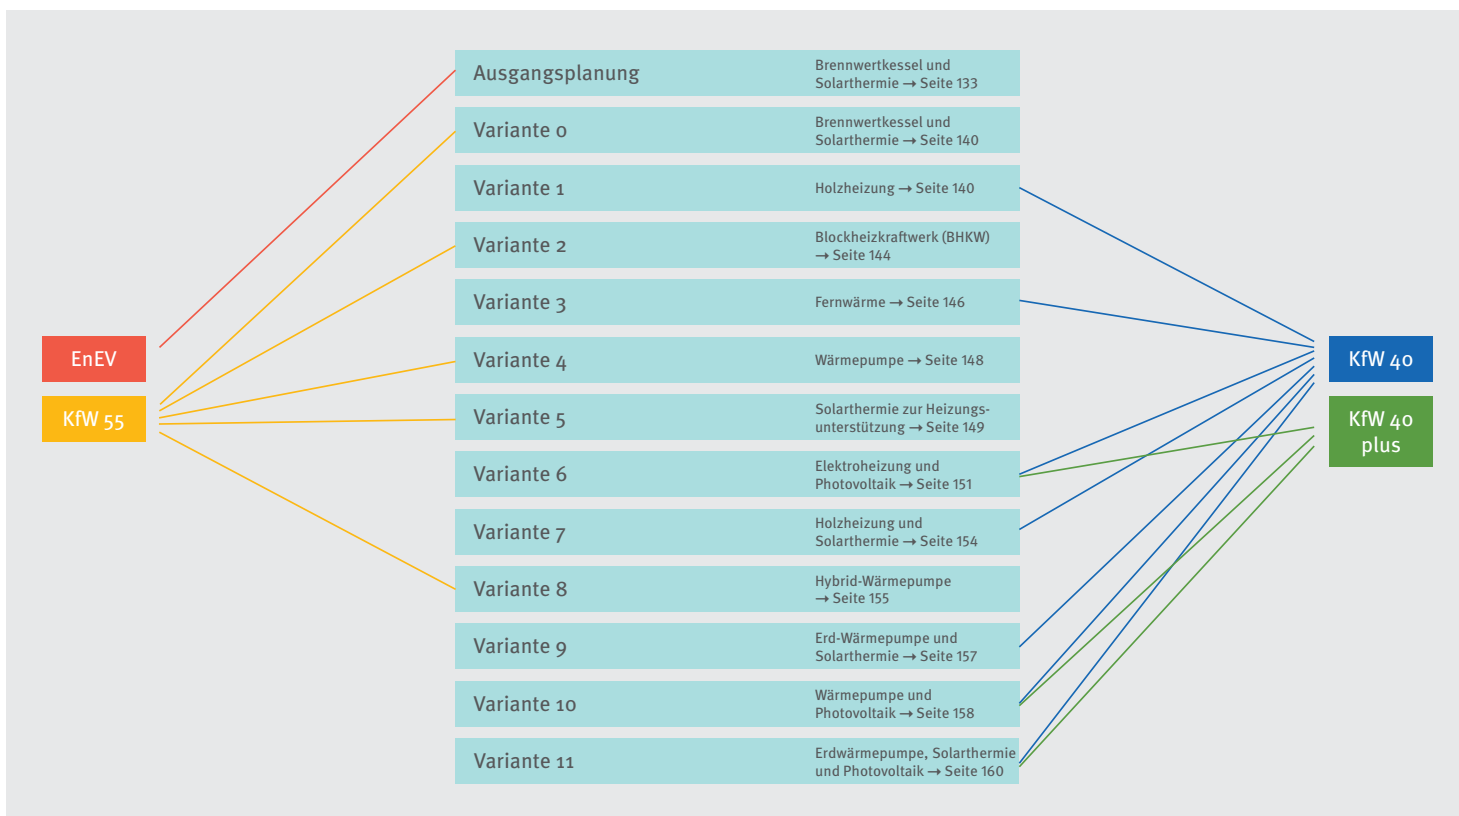 Ausgangsplanung
Brennwertkessel und
Solarthermie → Seite 133
Variante 0
Brennwertkessel und
Solarthermie → Seite 140
Variante 1
Holzheizung → Seite 140
Variante 2
Blockheizkraftwerk (BHKW)
→ Seite 144
Variante 3
Fernwärme → Seite 146
EnEV
Variante 4
Wärmepumpe → Seite 148
KfW 40
KfW 55
Variante 5
Solarthermie zur Heizungs-
unterstützung → Seite 149
KfW 40
plus
Variante 6
Elektroheizung und
Photovoltaik → Seite 151
Variante 7
Holzheizung und
Solarthermie → Seite 154
Variante 8
Hybrid-Wärmepumpe
→ Seite 155
Variante 9
Erd-Wärmepumpe und
Solarthermie → Seite 157
Variante 10
Wärmepumpe und
Photovoltaik → Seite 158
Variante 11
Erdwärmepumpe, Solarthermie
und Photovoltaik → Seite 160